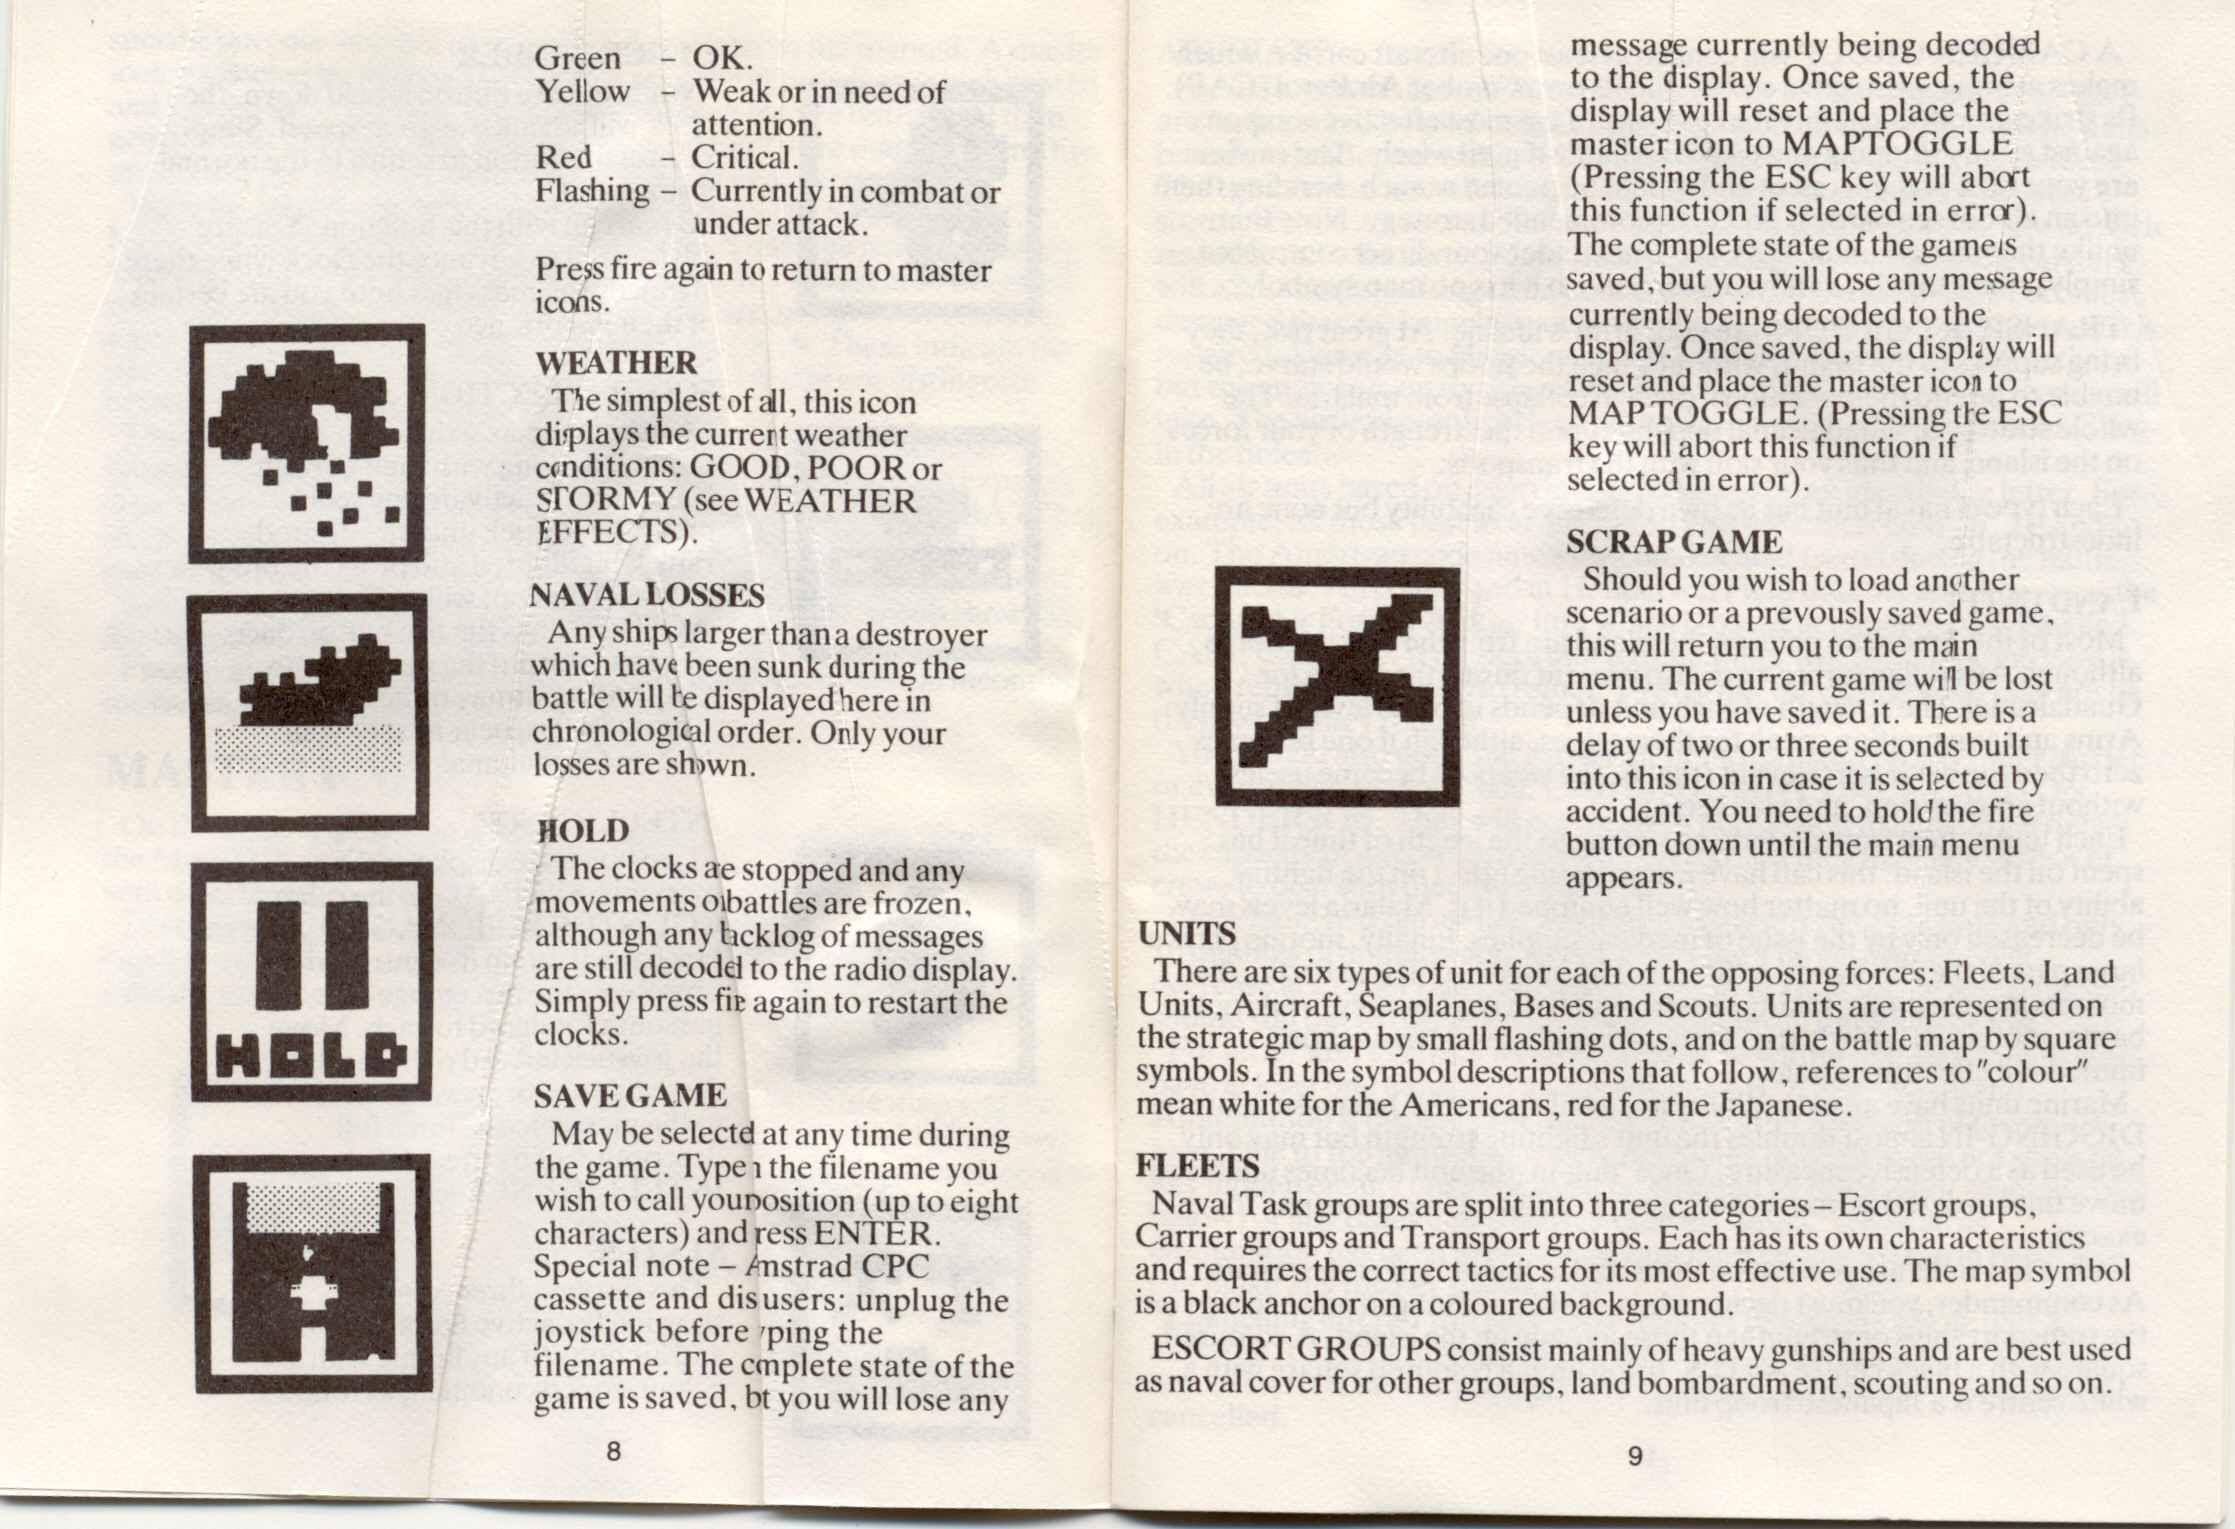 Green – OK.
Yellow – Weak or in need of
attention.
Red – Critical.
Flashing – Currently in combat or
under attack.
Press fire again to return to master
icons.
WEATHER
The simplest of all, this icon
diplays the current weather
conditions: GOOD, POOR or
STORMY (see WEATHER
EFFECTS).
NAVAL LOSSES
Any ships larger than a destroyer
which have been sunk during the
battle will be displayed here in
chronological order. Only your
losses are shown.
HOLD
The clocks are stopped and any
movements or battles are frozen,
although any backlog of messages
are still decoded to the radio display.
Simply press fire again to restart the
clocks.
HOLD
SAVE GAME
May be selected at any time during
the game. Type in the filename you
wish to call your position (up to eight
characters) and press ENTER.
Special note – Amstrad CPC
cassette and dis users: unplug the
joystick before typing the
filename. The complete state of the
game is saved, but you will lose any
8
message currently being decoded
to the display. Once saved, the
display will reset and place the
master icon to MAPTOGGLE
(Pressing the ESC key will abort
this function if selected in error).
The complete state of the game is
saved, but you will lose any message
currently being decoded to the
display. Once saved, the display will
reset and place the master icon to
MAP TOGGLE. (Pressing the ESC
key will abort this function if
selected in error).
SCRAP GAME
Should you wish to load another
scenario or a prevously saved game,
this will return you to the main
menu. The current game will be lost
unless you have saved it. There is a
delay of two or three seconds built
into this icon in case it is selected by
accident. You need to hold the fire
button down until the main menu
appears.
UNITS
There are six types of unit for each of the opposing forces: Fleets, Land
Units, Aircraft, Seaplanes, Bases and Scouts. Units are represented on
the strategic map by small flashing dots, and on the battle map by square
symbols. In the symbol descriptions that follow, references to "colour"
mean white for the Americans, red for the Japanese.
FLEETS
Naval Task groups are split into three categories – Escort groups,
Carrier groups and Transport groups. Each has its own characteristics
and requires the correct tactics for its most effective use. The map symbol
is a black anchor on a coloured background.
ESCORT GROUPS consist mainly of heavy gunships and are best used
as naval cover for other groups, land bombardment, scouting and so on.
9